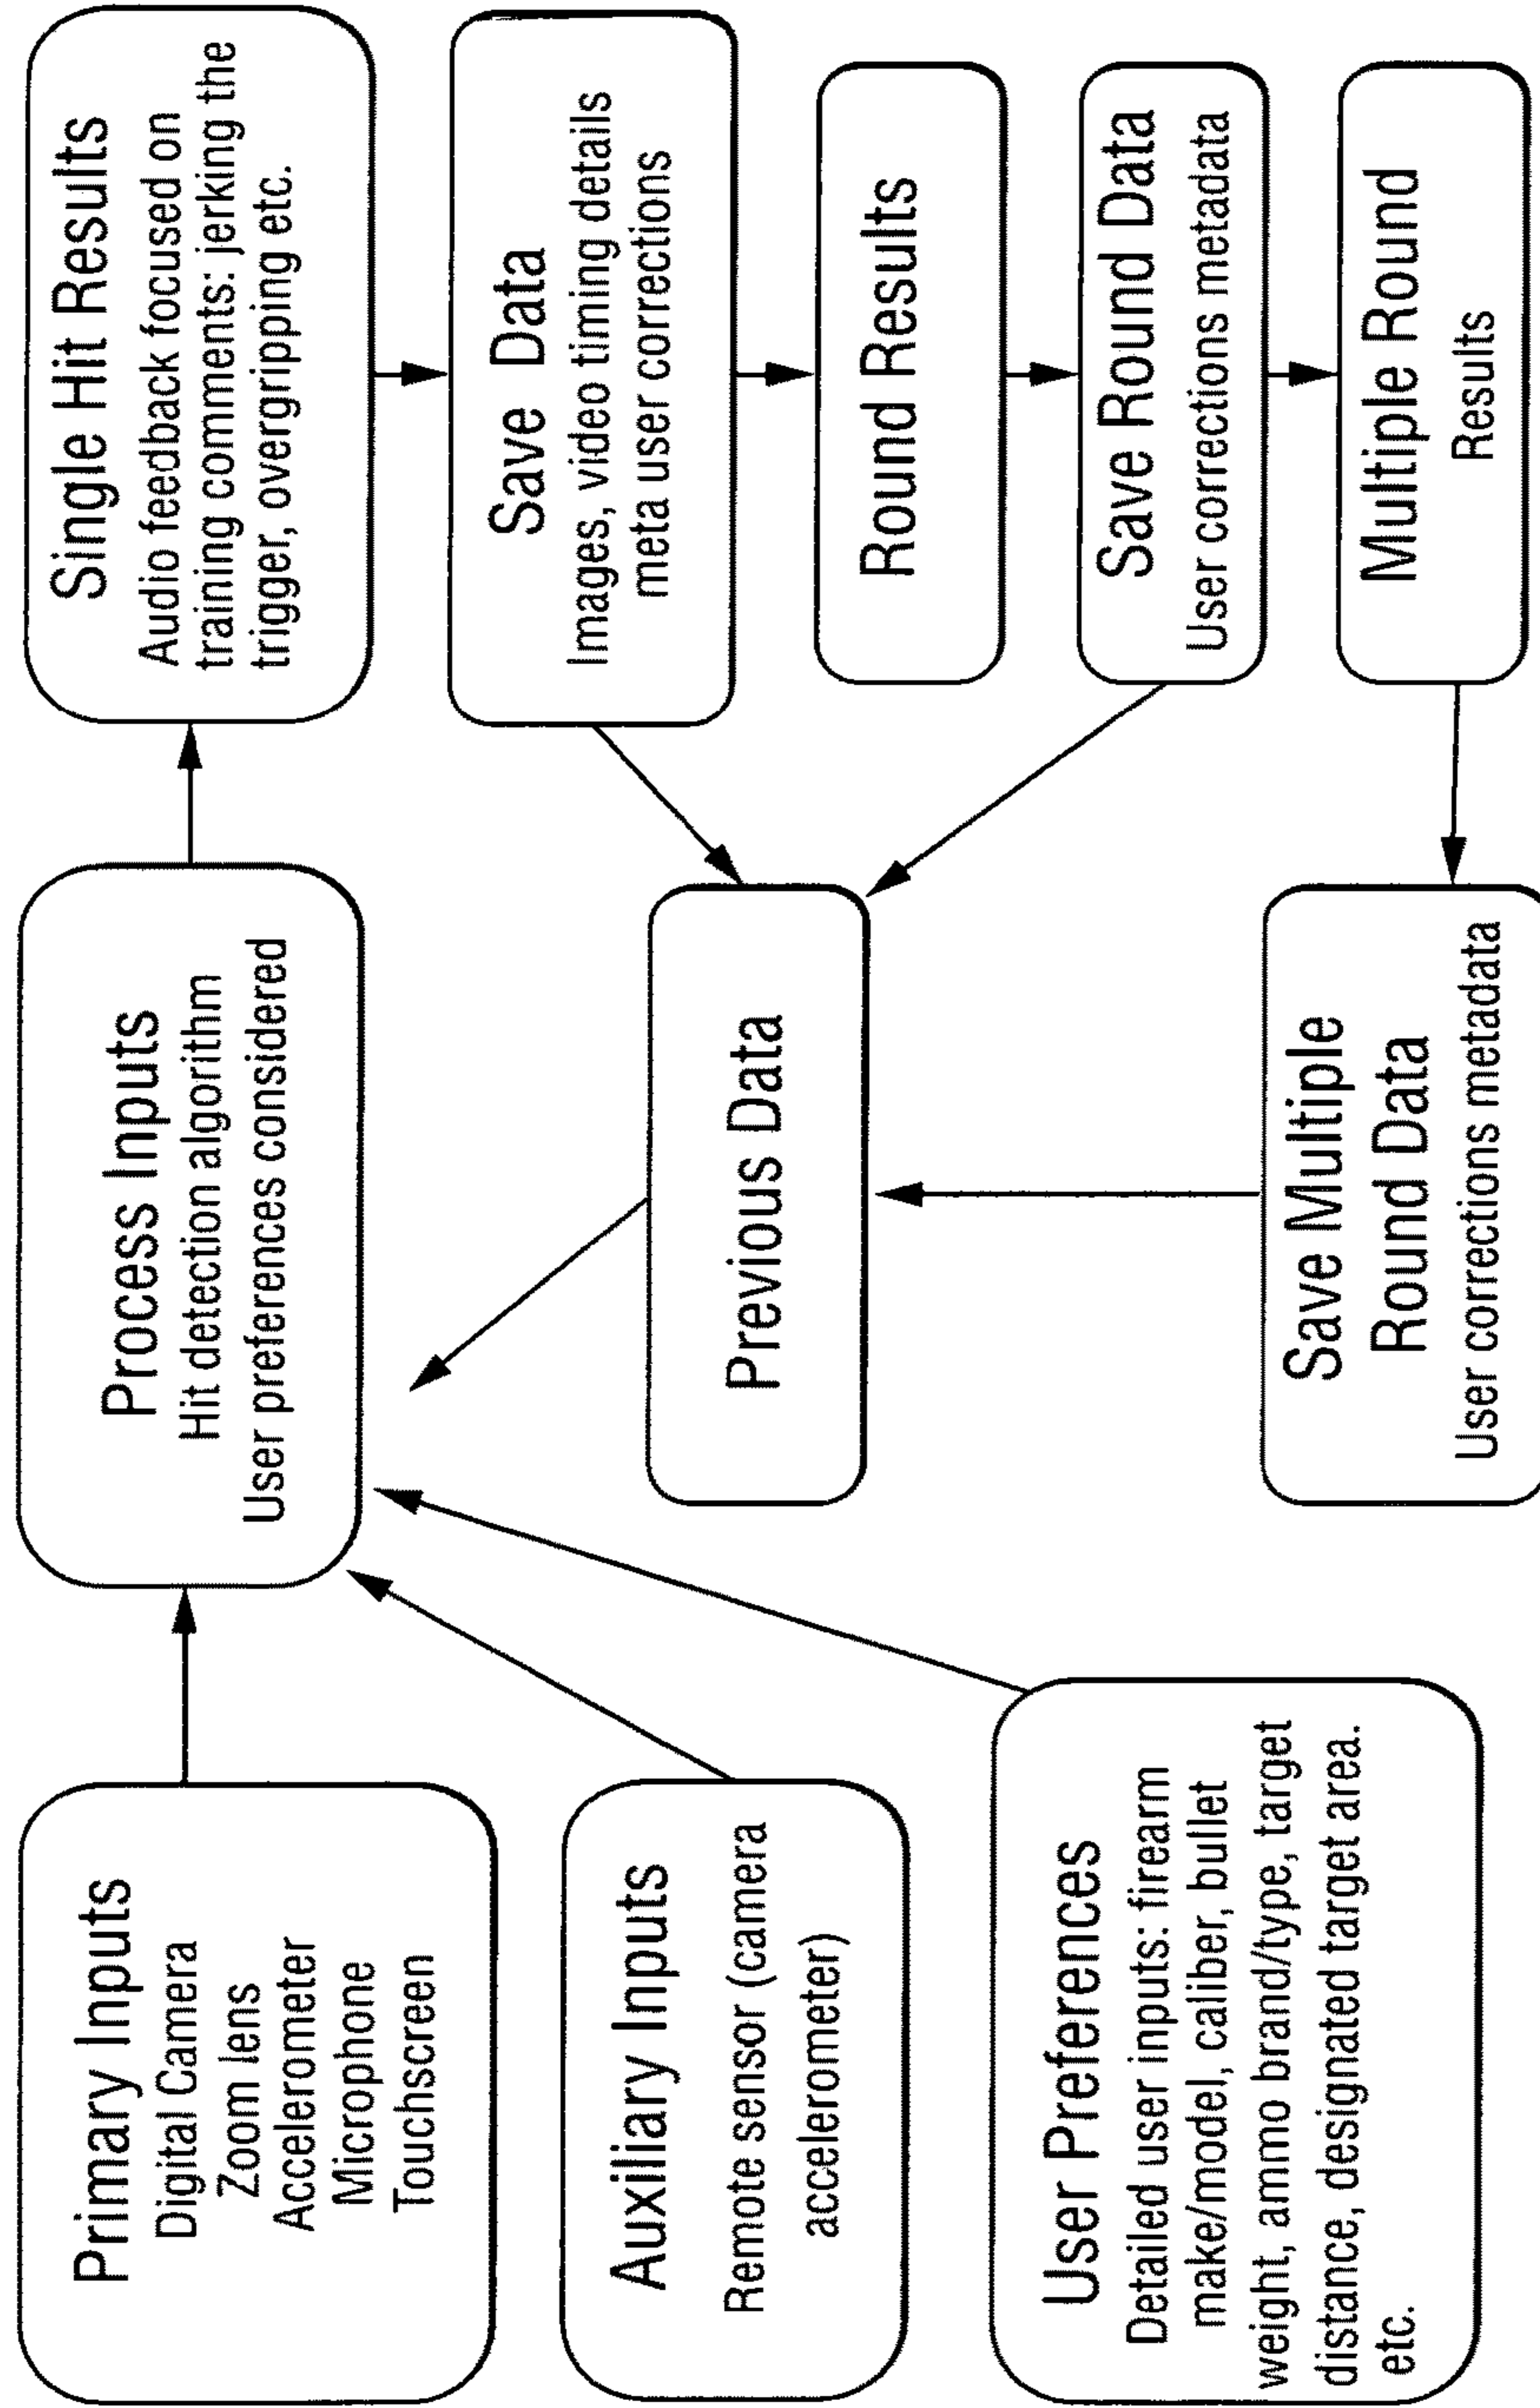 Primary Inputs
Digital Camera
Zoom lens
Accelerometer
Microphone
Touchscreen
Auxiliary Inputs
Remote sensor (camera
accelerometer)
User Preferences
Detailed user inputs: firearm
make/model, caliber, bullet
weight, ammo brand/type, target
distance, designated target area.
etc.
Process Inputs
Hit detection algorithm
User preferences considered
Previous Data
Save Multiple
Round Data
User corrections metadata
Single Hit Results
Audio feedback focused on
training comments: jerking the
trigger, overgripping etc.
Save Data
Images, video timing details
meta user corrections
Round Results
Save Round Data
User corrections metadata
Multiple Round
Results